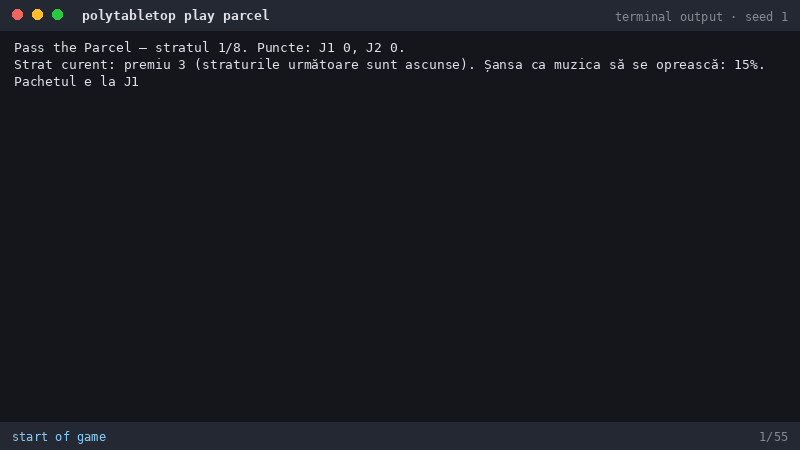 polytabletop play parcel
terminal output · seed 1
Pass the Parcel — stratul 1/8. Puncte: J1 0, J2 0.
Strat curent: premiu 3 (straturile următoare sunt ascunse). Șansa ca muzica să se oprească: 15%.
Pachetul e la J1
start of game
1/55